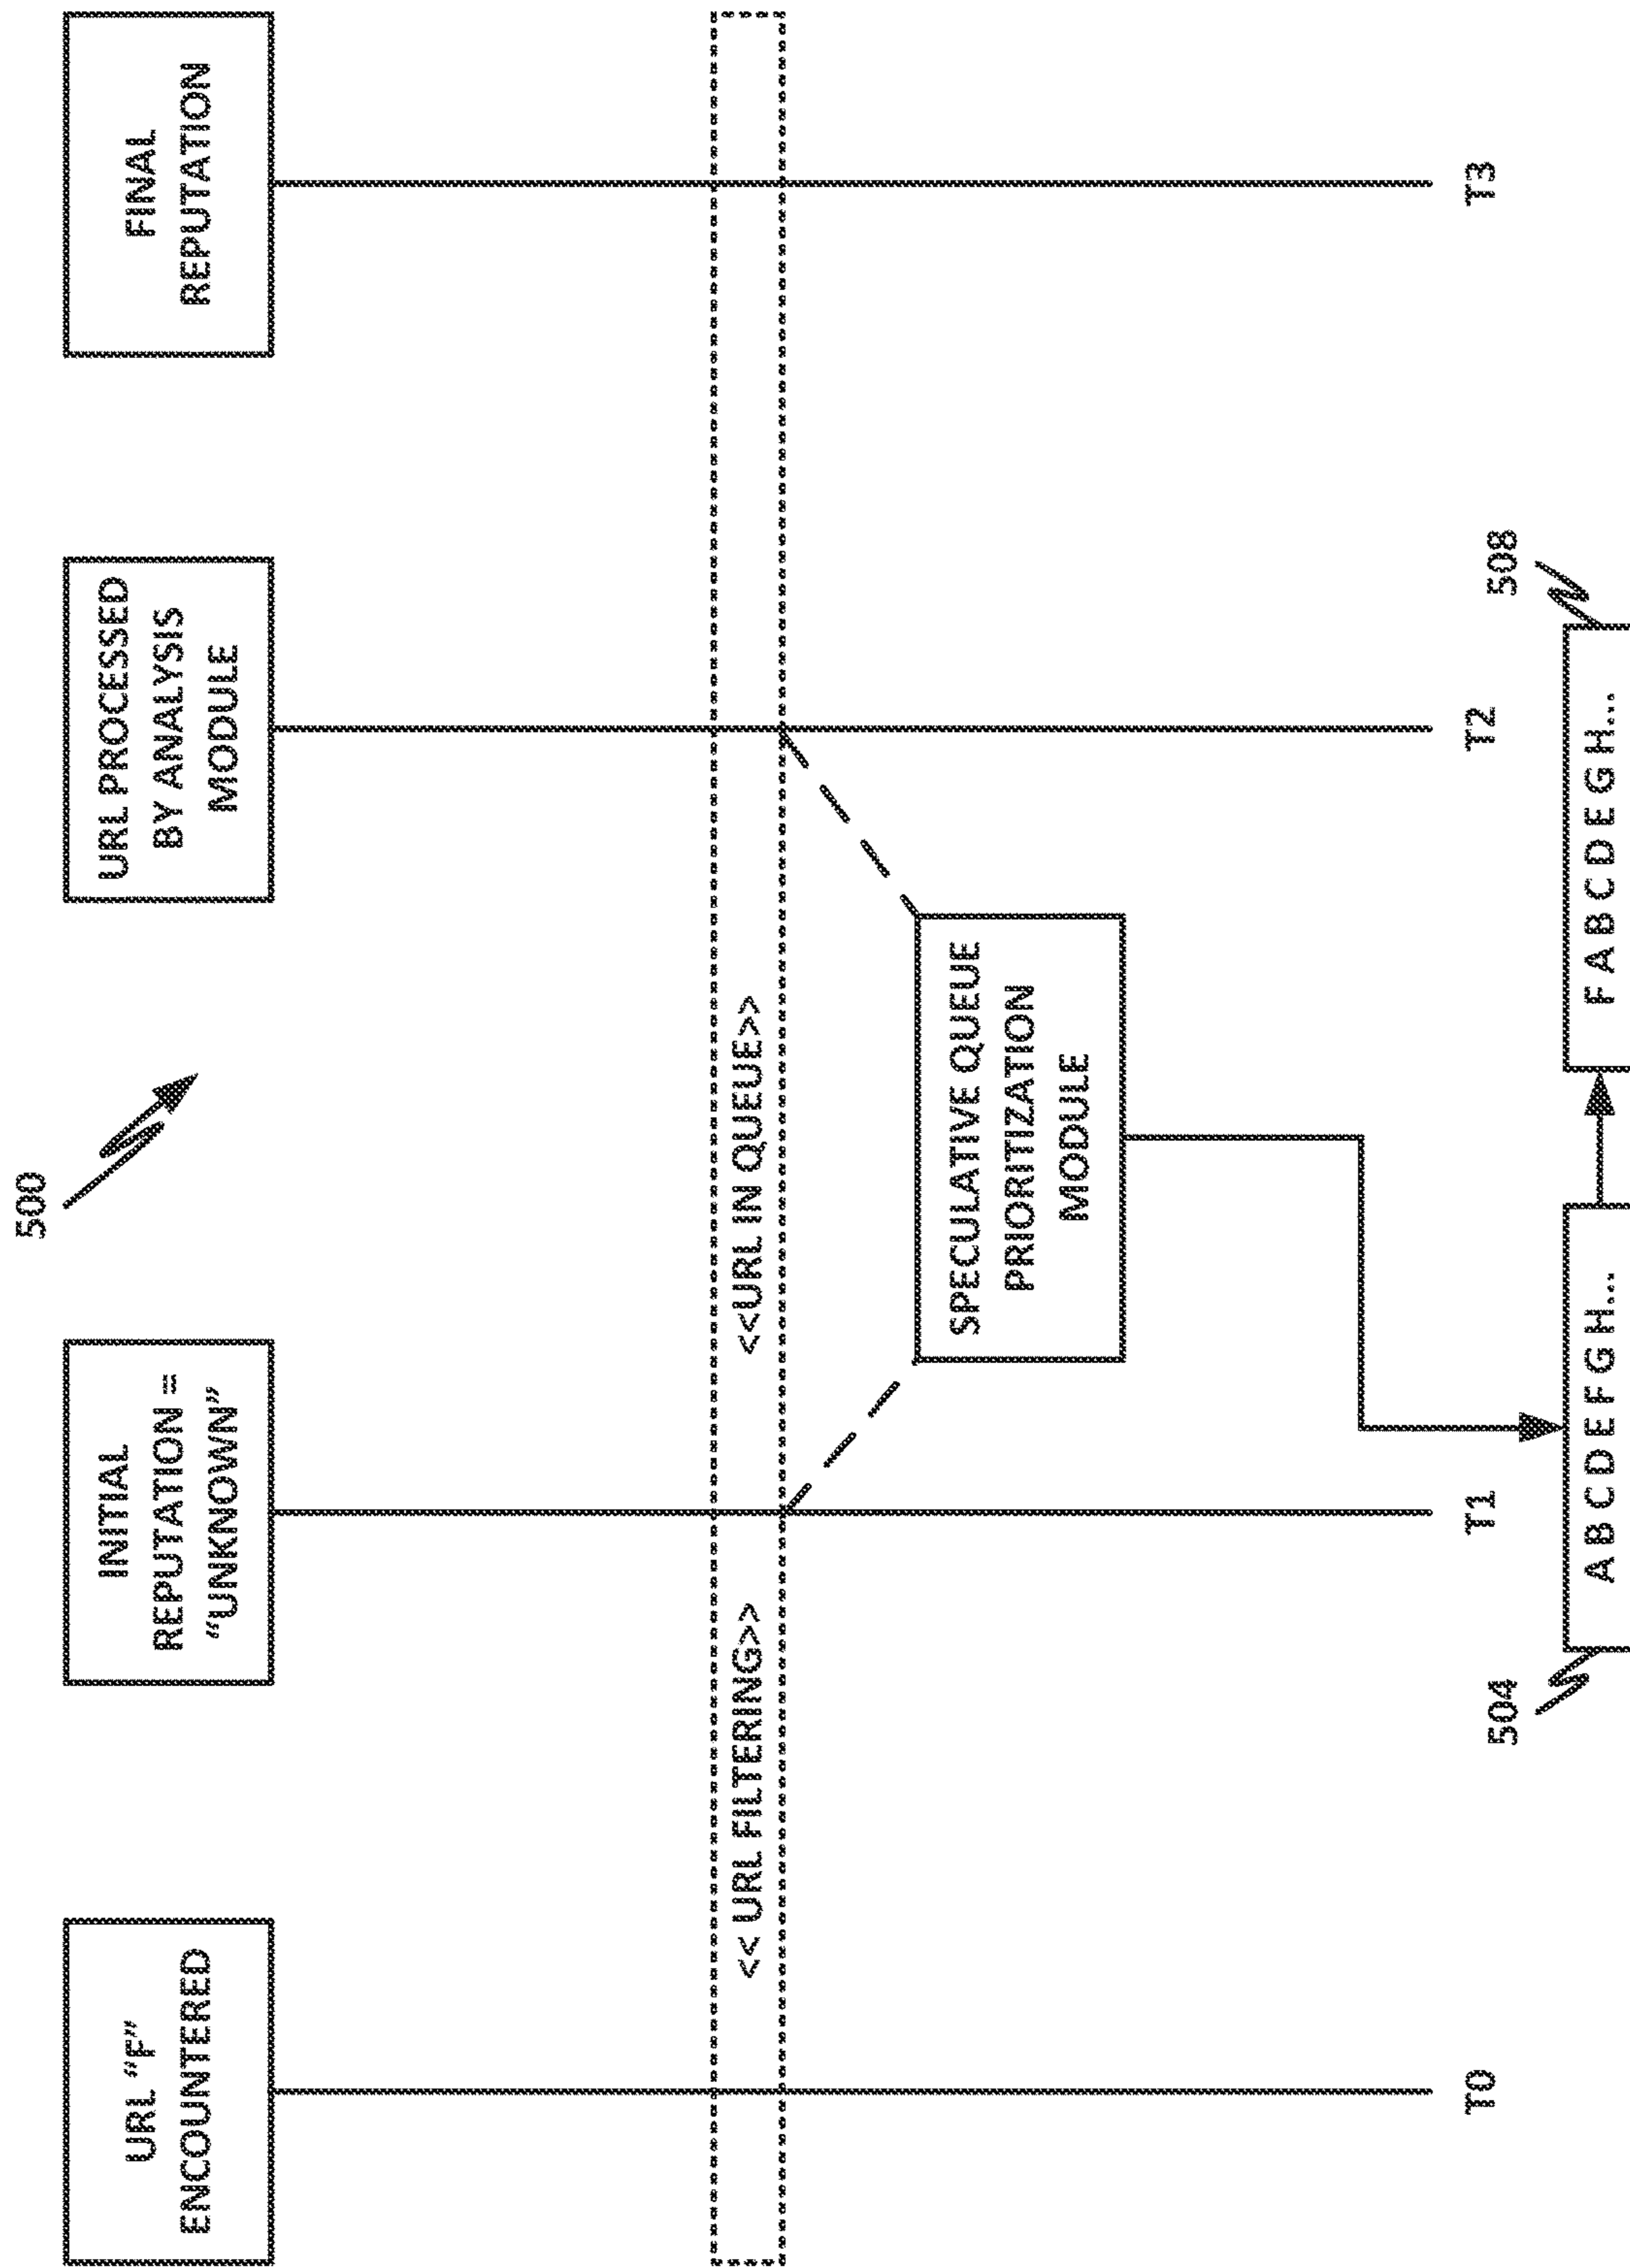 500
URL “F”
ENCOUNTERED
INITIAL
REPUTATION =
“UNKNOWN”
URL PROCESSED
BY ANALYSIS
MODULE
FINAL
REPUTATION
<< URL FILTERING>>
<<URL IN QUEUE>>
SPECULATIVE QUEUE
PRIORITIZATION
MODULE
T0
T1
T2
T3
504
508
A B C D E F G H...
F A B C D E G H...